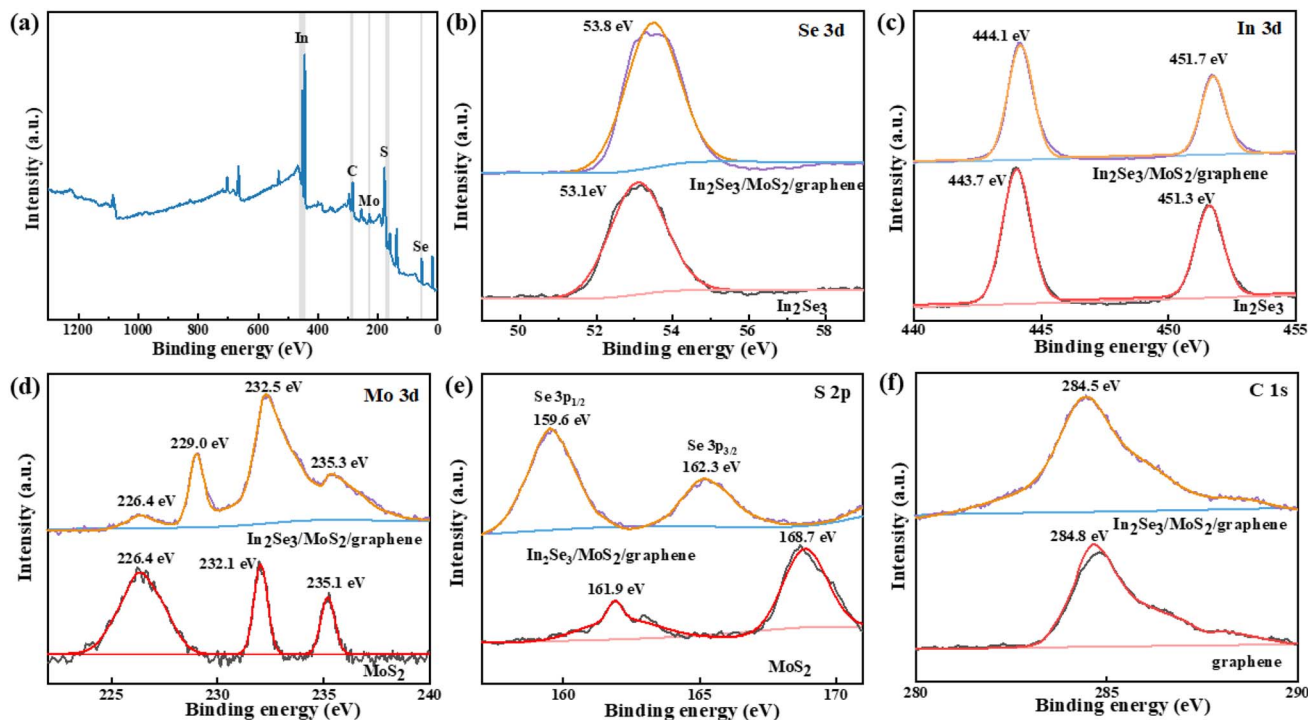 (a)
In
C
S
Mo
Se
Intensity (a.u.)
1200 1000 800 600 400 200 0
Binding energy (eV)
(b)
Se 3d
53.8 eV
In2Se3/MoS2/graphene
53.1eV
In2Se3
Intensity (a.u.)
50 52 54 56 58
Binding energy (eV)
(c)
In 3d
444.1 eV
451.7 eV
In2Se3/MoS2/graphene
443.7 eV
451.3 eV
In2Se3
Intensity (a.u.)
440 445 450 455
Binding energy (eV)
(d)
Mo 3d
232.5 eV
229.0 eV
235.3 eV
226.4 eV
In2Se3/MoS2/graphene
226.4 eV
232.1 eV
235.1 eV
MoS2
Intensity (a.u.)
225 230 235 240
Binding energy (eV)
(e)
S 2p
Se 3p1/2
159.6 eV
Se 3p3/2
162.3 eV
In2Se3/MoS2/graphene
168.7 eV
161.9 eV
MoS2
Intensity (a.u.)
160 165 170
Binding energy (eV)
(f)
C 1s
284.5 eV
In2Se3/MoS2/graphene
284.8 eV
graphene
Intensity (a.u.)
280 285 290
Binding energy (eV)